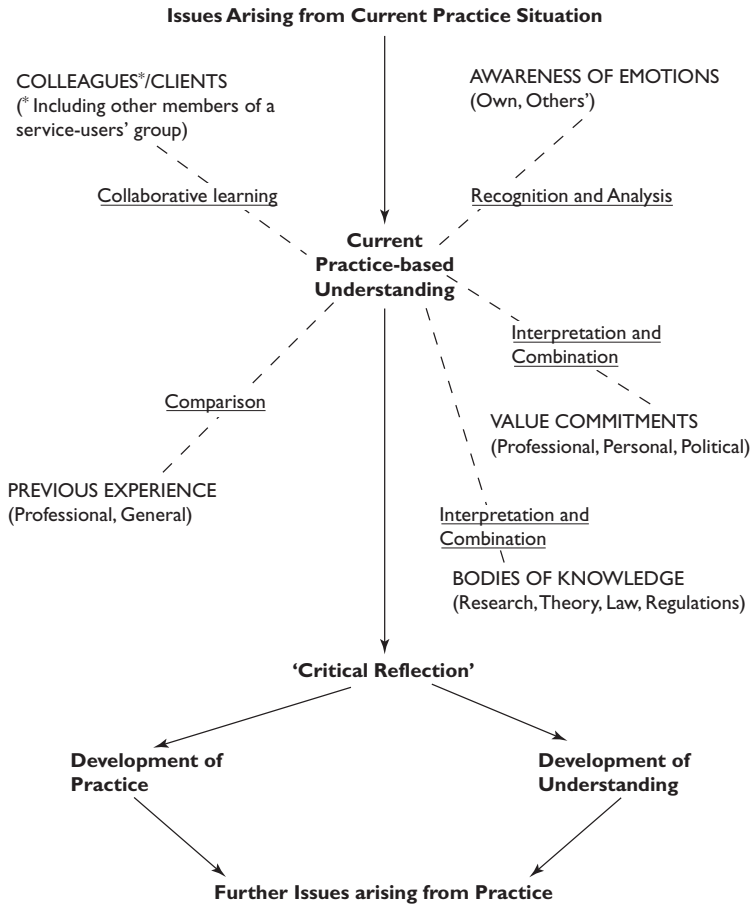 Issues Arising from Current Practice Situation
COLLEAGUES*/CLIENTS
(* Including other members of a
service-users' group)
AWARENESS OF EMOTIONS
(Own, Others')
Collaborative learning
Recognition and Analysis
Current
Practice-based
Understanding
Interpretation and
Combination
Comparison
VALUE COMMITMENTS
(Professional, Personal, Political)
PREVIOUS EXPERIENCE
(Professional, General)
Interpretation and
Combination
BODIES OF KNOWLEDGE
(Research, Theory, Law, Regulations)
‘Critical Reflection’
Development of
Practice
Development of
Understanding
Further Issues arising from Practice